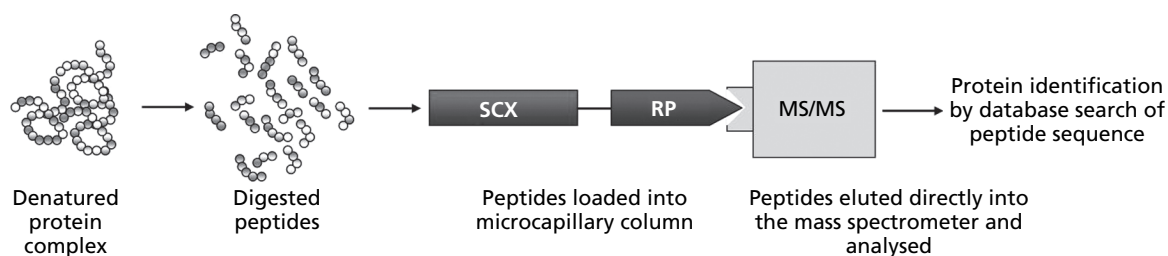 SCX
RP
MS/MS
Protein identification
by database search of
peptide sequence
Denatured
protein
complex
Digested
peptides
Peptides loaded into
microcapillary column
Peptides eluted directly into
the mass spectrometer and
analysed